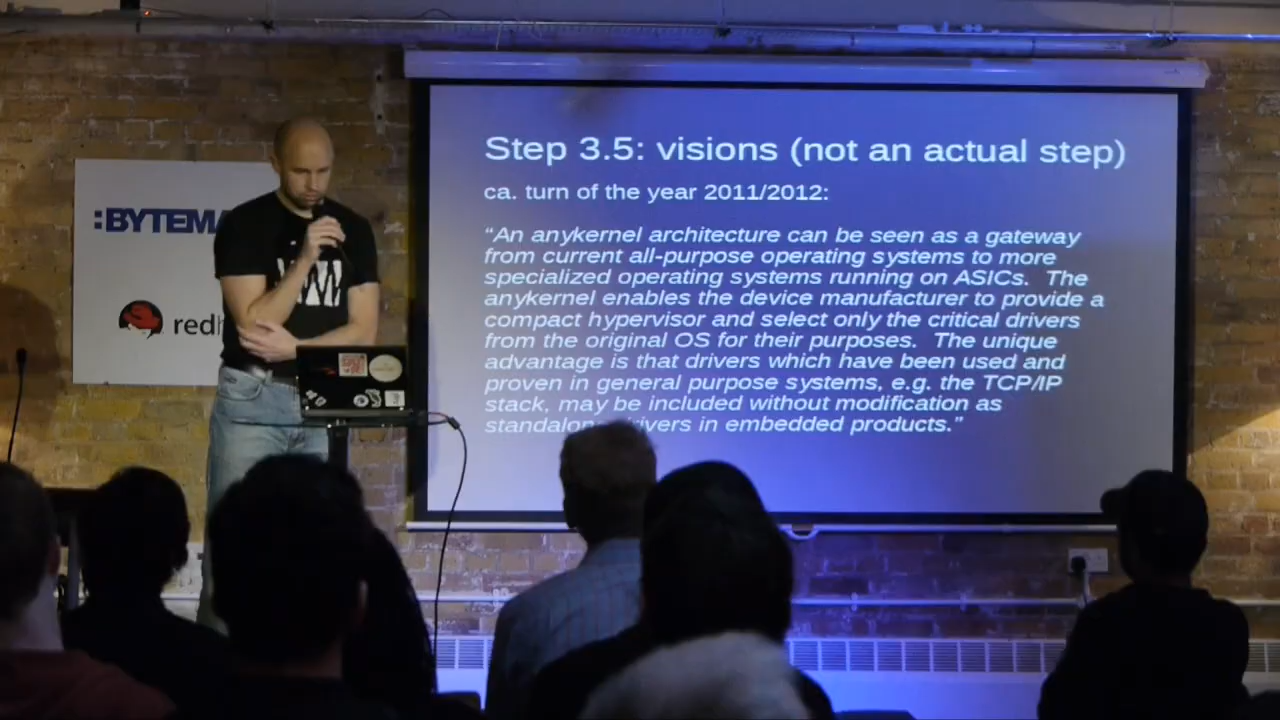 Step 3.5: visions (not an actual step)
ca. turn of the year 2011/2012:
“An anykernel architecture can be seen as a gateway
from current all-purpose operating systems to more
specialized operating systems running on ASICs.  The
anykernel enables the device manufacturer to provide a
compact hypervisor and select only the critical drivers
from the original OS for their purposes.  The unique
advantage is that drivers which have been used and
proven in general purpose systems, e.g. the TCP/IP
stack, may be included without modification as
in embedded products.”
:BYTEMA
red